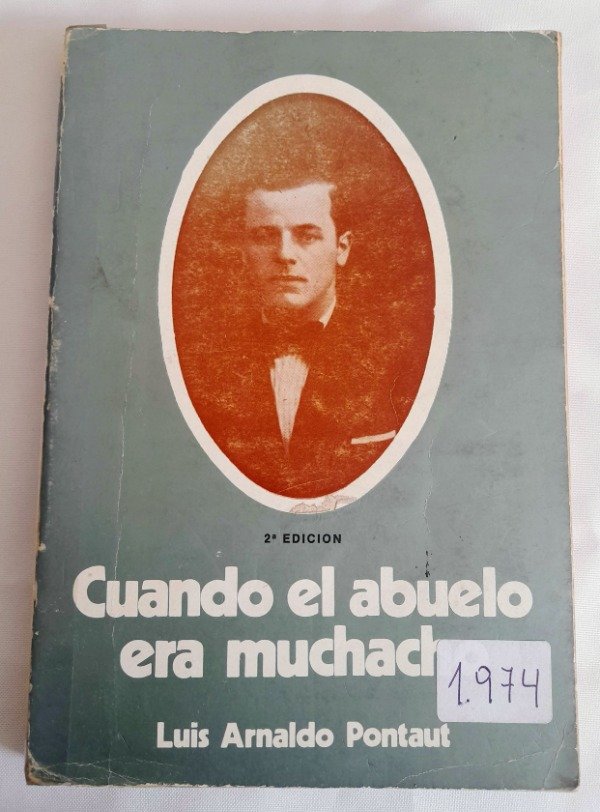 2ª EDICION
Cuando el abuelo
era muchach
1.974
Luis Arnaldo Pontaut